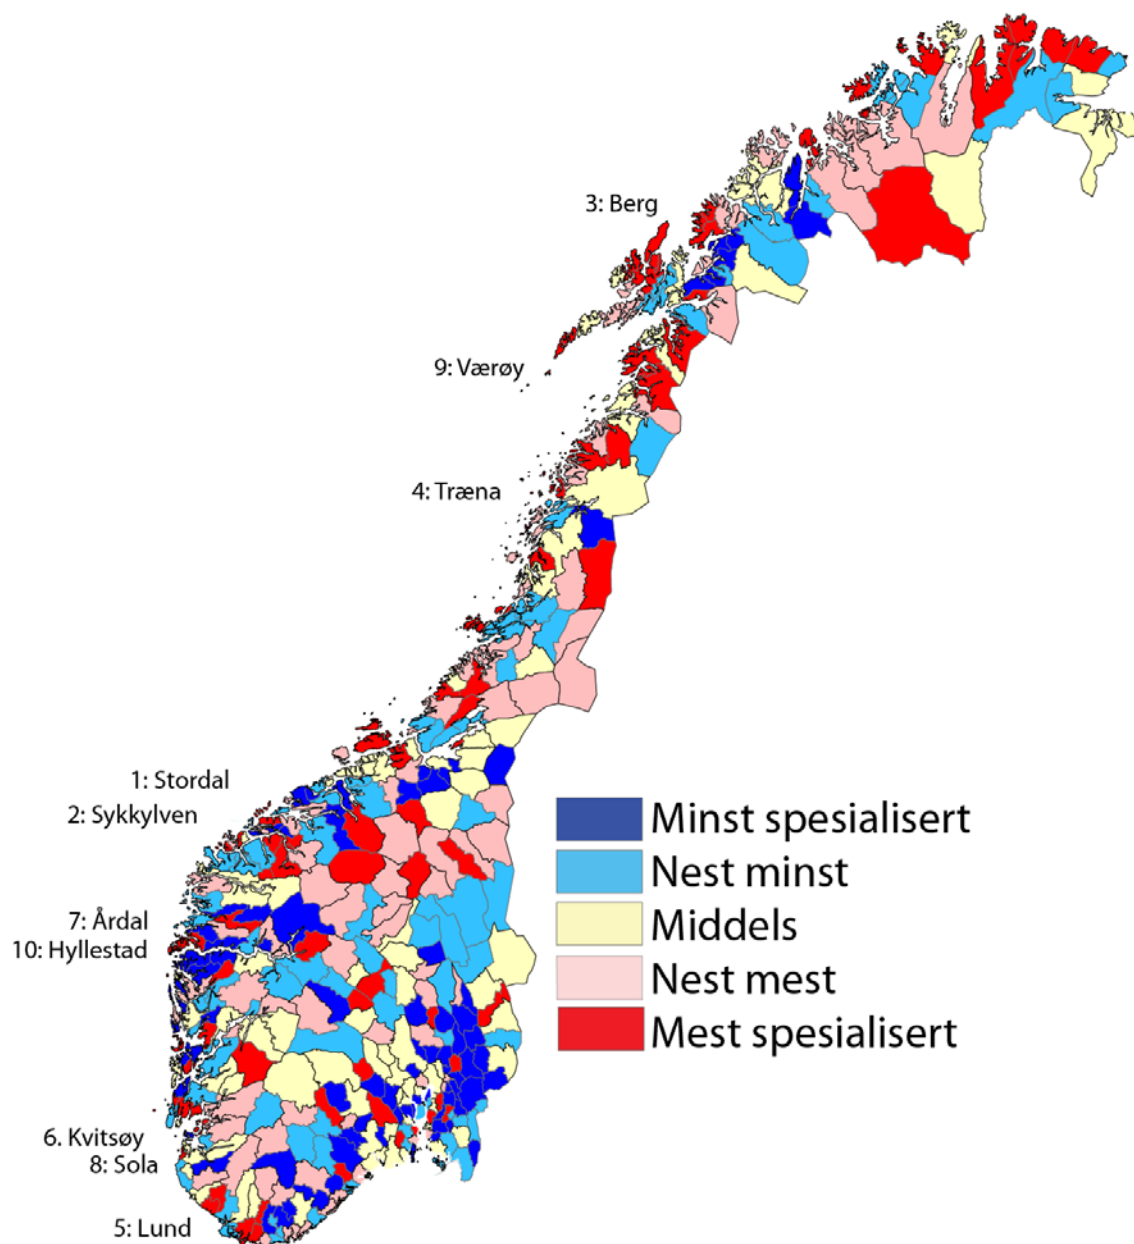 3: Berg
9: Værøy
4: Træna
1: Stordal
2: Sykkylven
7: Årdal
10: Hyllestad
6. Kvitsøy
8: Sola
5: Lund
Minst spesialisert
Nest minst
Middels
Nest mest
Mest spesialisert